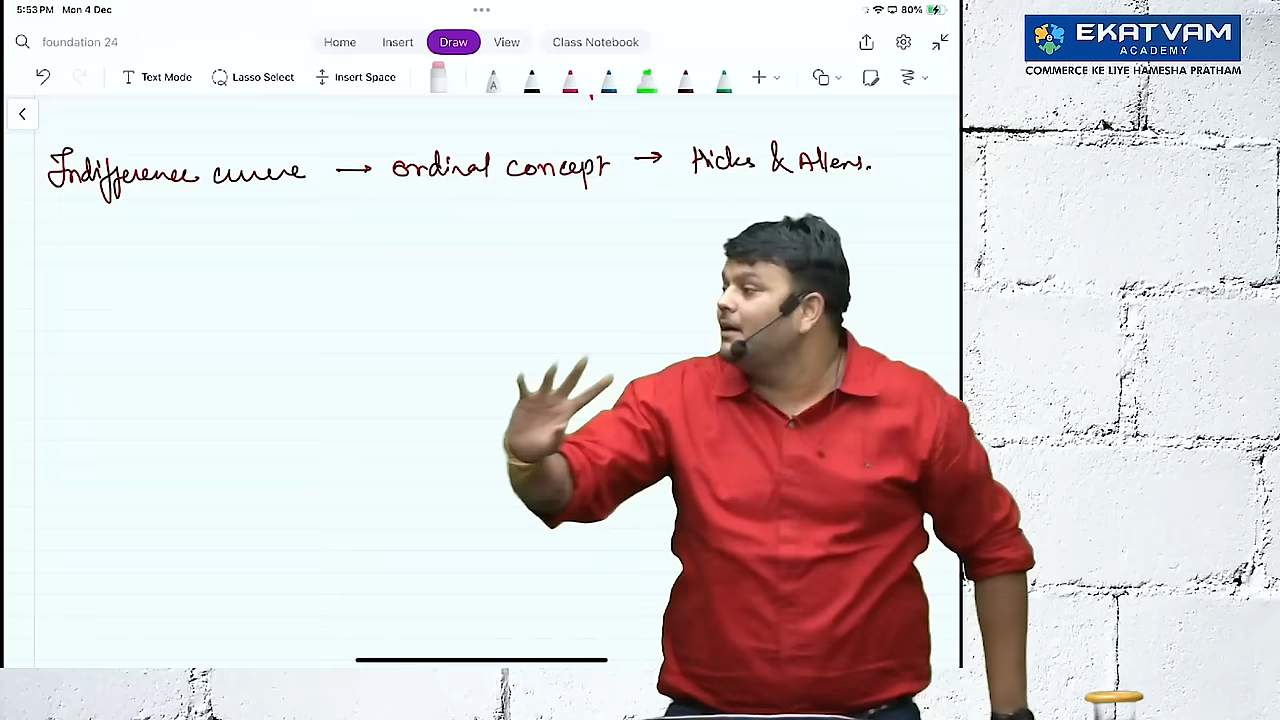 5:53 PM Mon 4 Dec
80%
foundation 24
Home Insert Draw View Class Notebook
Text Mode Lasso Select Insert Space
Indifference curve → ordinal concept → Hicks & Allens.
EKATVAM
ACADEMY
COMMERCE KE LIYE HAMESHA PRATHAM